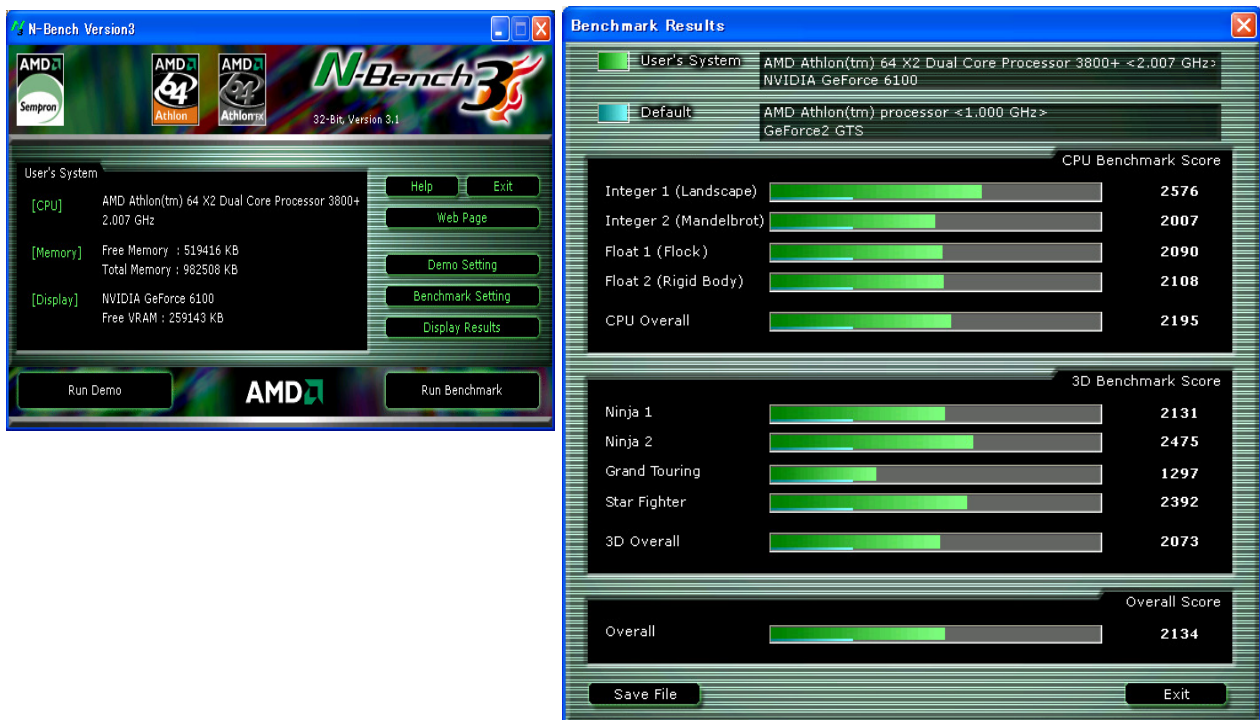 N-Bench Version3
AMD
Sempron
AMD
64
Athlon
AMD
64
Athlon FX
N-Bench 3
32-Bit, Version 3.1
User's System
[CPU] AMD Athlon(tm) 64 X2 Dual Core Processor 3800+
2.007 GHz
[Memory] Free Memory : 519416 KB
Total Memory : 982508 KB
[Display] NVIDIA GeForce 6100
Free VRAM : 259143 KB
Help Exit
Web Page
Demo Setting
Benchmark Setting
Display Results
Run Demo
AMD
Run Benchmark
Benchmark Results
User's System AMD Athlon(tm) 64 X2 Dual Core Processor 3800+ <2.007 GHz>
NVIDIA GeForce 6100
Default AMD Athlon(tm) processor <1.000 GHz>
GeForce2 GTS
CPU Benchmark Score
Integer 1 (Landscape) 2576
Integer 2 (Mandelbrot) 2007
Float 1 (Flock) 2090
Float 2 (Rigid Body) 2108
CPU Overall 2195
3D Benchmark Score
Ninja 1 2131
Ninja 2 2475
Grand Touring 1297
Star Fighter 2392
3D Overall 2073
Overall Score
Overall 2134
Save File Exit